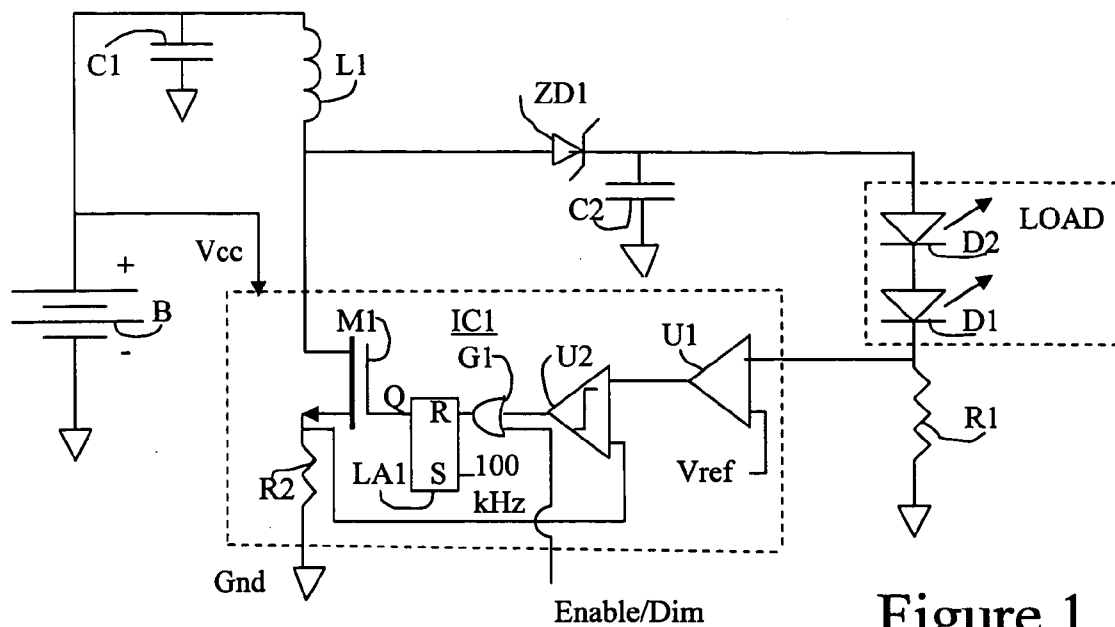 C1
L1
ZD1
C2
LOAD
D2
D1
Vcc
+
B
-
M1
IC1
G1
U2
U1
Q
R
S
LA1
100
kHz
R2
Vref
R1
Gnd
Enable/Dim
Figure 1